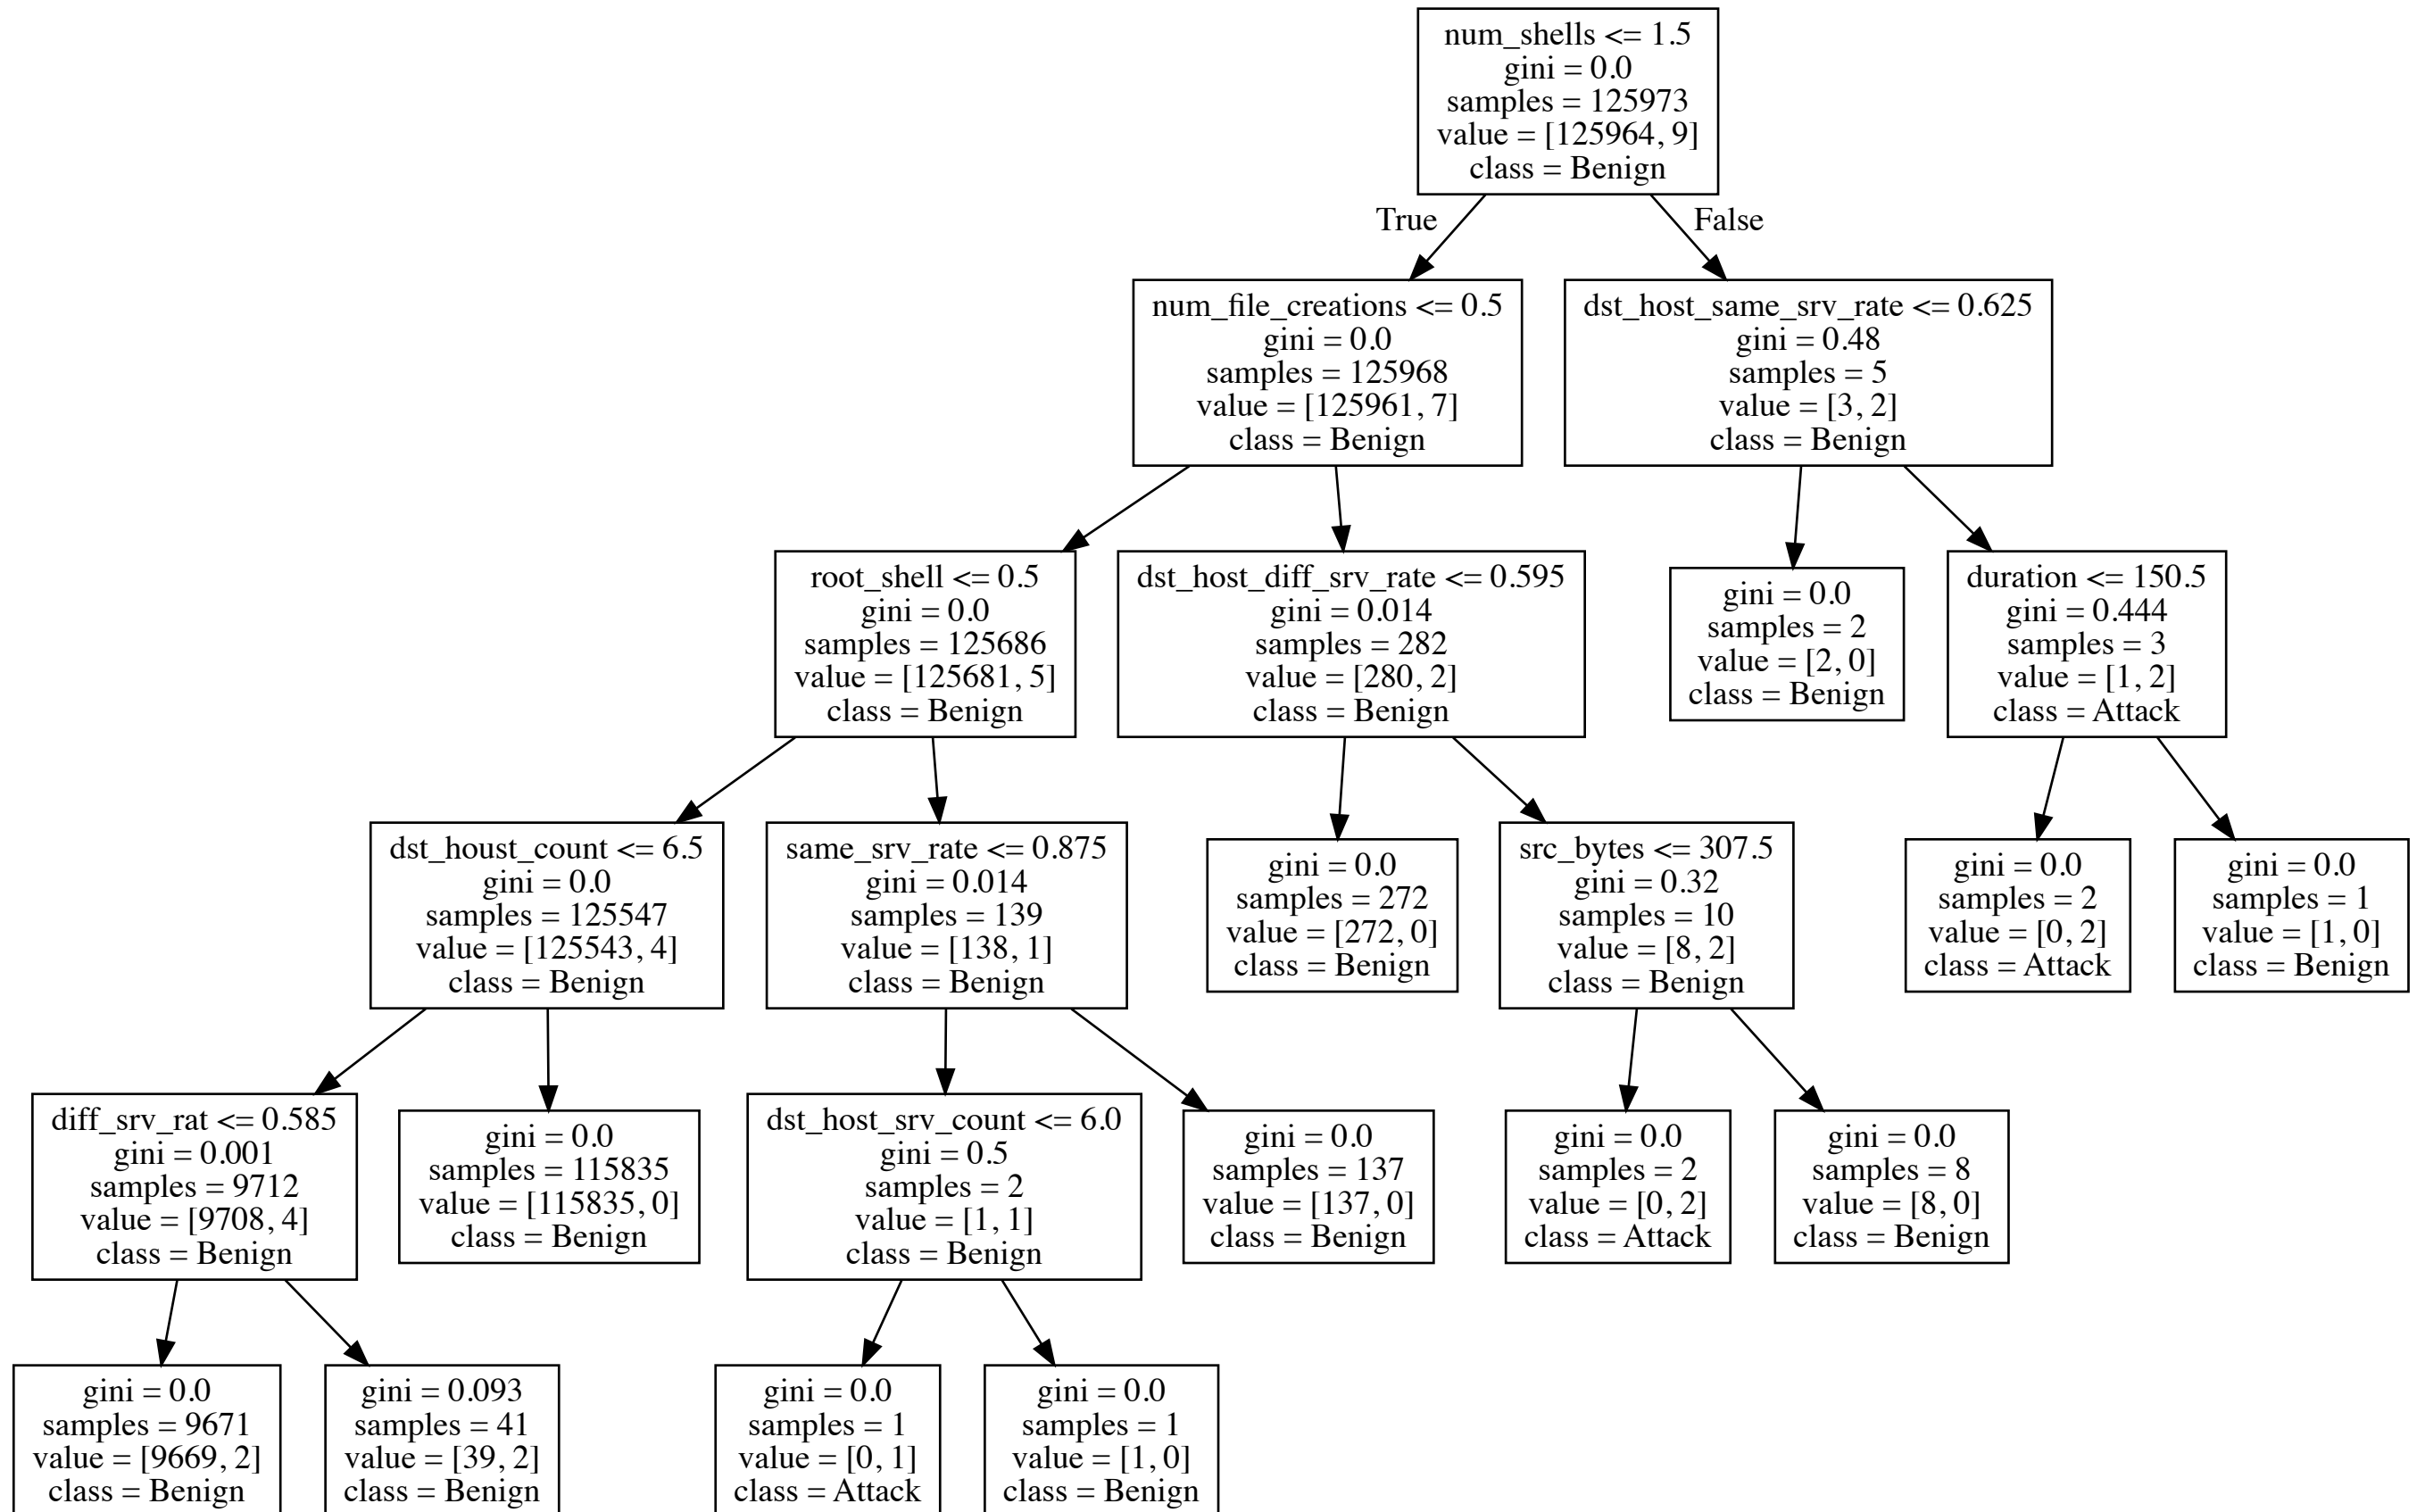 num_shells <= 1.5
gini = 0.0
samples = 125973
value = [125964, 9]
class = Benign
True
False
num_file_creations <= 0.5
gini = 0.0
samples = 125968
value = [125961, 7]
class = Benign
dst_host_same_srv_rate <= 0.625
gini = 0.48
samples = 5
value = [3, 2]
class = Benign
root_shell <= 0.5
gini = 0.0
samples = 125686
value = [125681, 5]
class = Benign
dst_host_diff_srv_rate <= 0.595
gini = 0.014
samples = 282
value = [280, 2]
class = Benign
gini = 0.0
samples = 2
value = [2, 0]
class = Benign
duration <= 150.5
gini = 0.444
samples = 3
value = [1, 2]
class = Attack
dst_houst_count <= 6.5
gini = 0.0
samples = 125547
value = [125543, 4]
class = Benign
same_srv_rate <= 0.875
gini = 0.014
samples = 139
value = [138, 1]
class = Benign
gini = 0.0
samples = 272
value = [272, 0]
class = Benign
src_bytes <= 307.5
gini = 0.32
samples = 10
value = [8, 2]
class = Benign
gini = 0.0
samples = 2
value = [0, 2]
class = Attack
gini = 0.0
samples = 1
value = [1, 0]
class = Benign
diff_srv_rat <= 0.585
gini = 0.001
samples = 9712
value = [9708, 4]
class = Benign
gini = 0.0
samples = 115835
value = [115835, 0]
class = Benign
dst_host_srv_count <= 6.0
gini = 0.5
samples = 2
value = [1, 1]
class = Benign
gini = 0.0
samples = 137
value = [137, 0]
class = Benign
gini = 0.0
samples = 2
value = [0, 2]
class = Attack
gini = 0.0
samples = 8
value = [8, 0]
class = Benign
gini = 0.0
samples = 9671
value = [9669, 2]
class = Benign
gini = 0.093
samples = 41
value = [39, 2]
class = Benign
gini = 0.0
samples = 1
value = [0, 1]
class = Attack
gini = 0.0
samples = 1
value = [1, 0]
class = Benign